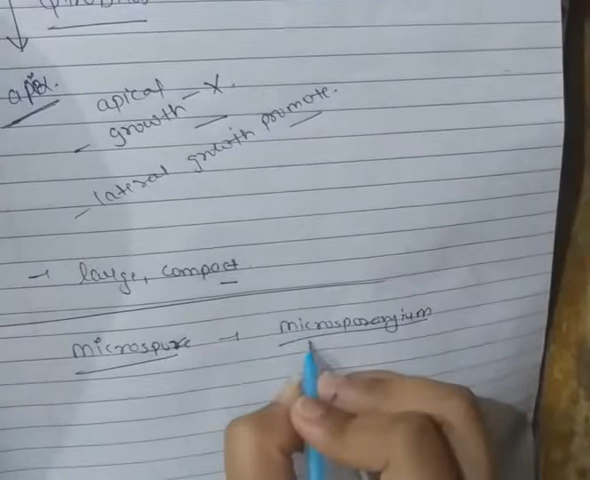 apex.
apical
growth - X.
- lateral growth promote.
→ large, compact
microspore → microsporangium